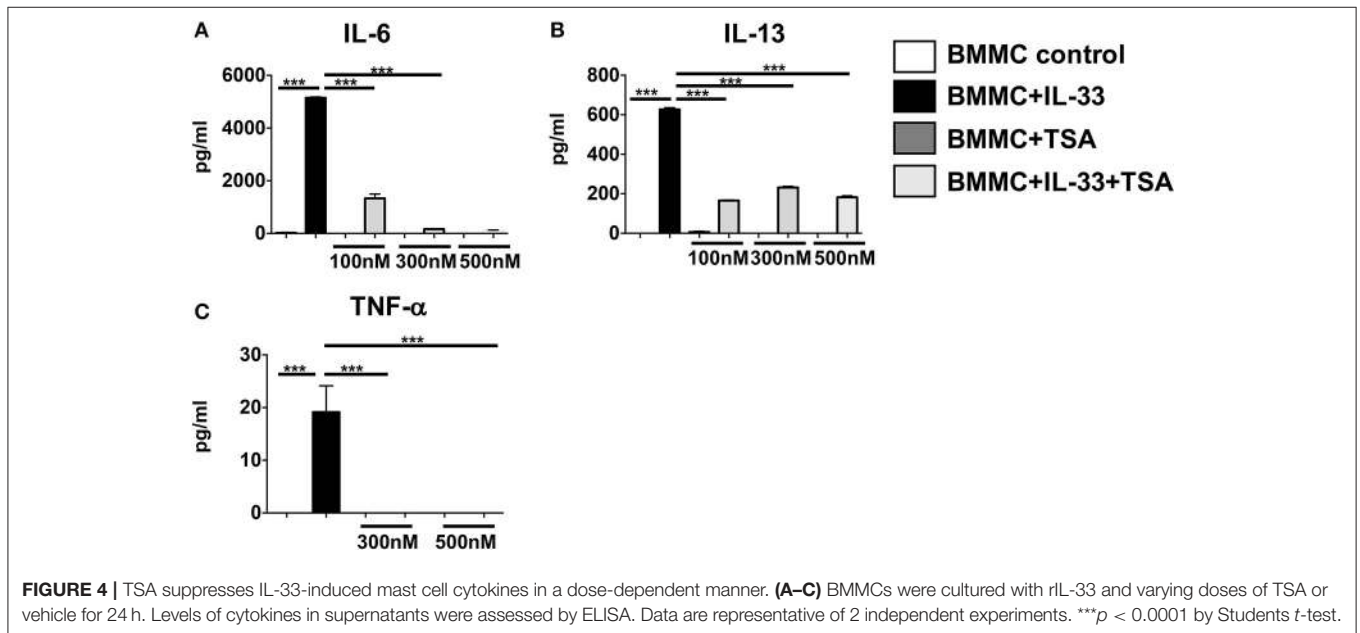 A
IL-6
6000
4000
2000
0
pg/ml
***
***
***
100nM
300nM
500nM
B
IL-13
800
600
400
200
0
pg/ml
***
***
***
***
100nM
300nM
500nM
BMMC control
BMMC+IL-33
BMMC+TSA
BMMC+IL-33+TSA
C
TNF-α
30
20
10
0
pg/ml
***
***
***
300nM
500nM
FIGURE 4 | TSA suppresses IL-33-induced mast cell cytokines in a dose-dependent manner. (A–C) BMMCs were cultured with rIL-33 and varying doses of TSA or
vehicle for 24 h. Levels of cytokines in supernatants were assessed by ELISA. Data are representative of 2 independent experiments. ***p < 0.0001 by Students t-test.